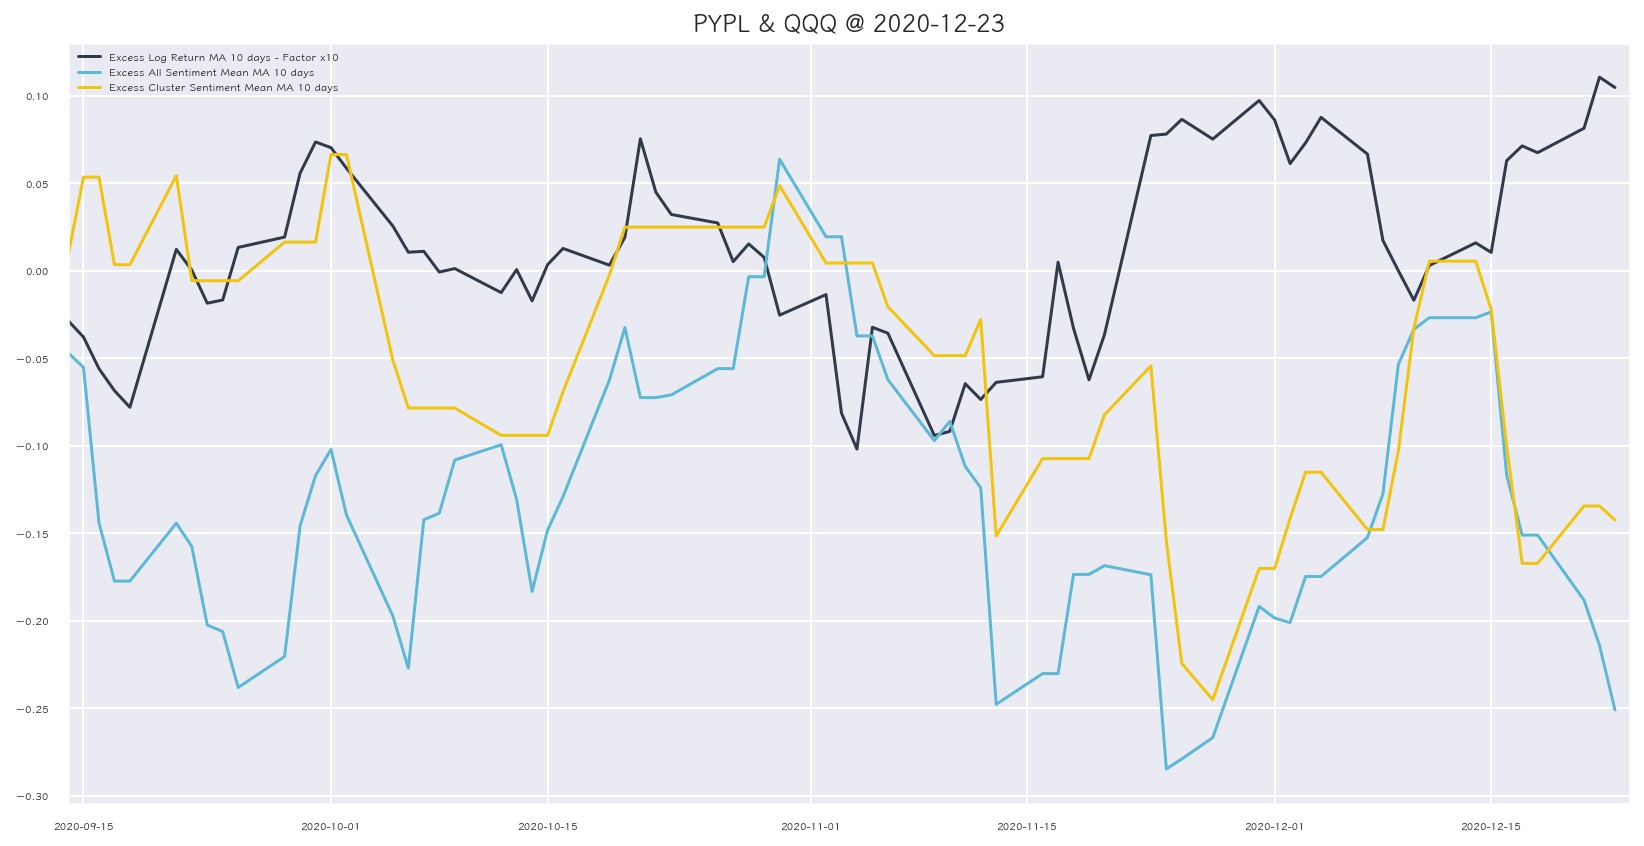 PYPL & QQQ @ 2020-12-23
Excess Log Return MA 10 days - Factor x10
Excess All Sentiment Mean MA 10 days
Excess Cluster Sentiment Mean MA 10 days
0.10
0.05
0.00
−0.05
−0.10
−0.15
−0.20
−0.25
−0.30
2020-09-15 2020-10-01 2020-10-15 2020-11-01 2020-11-15 2020-12-01 2020-12-15